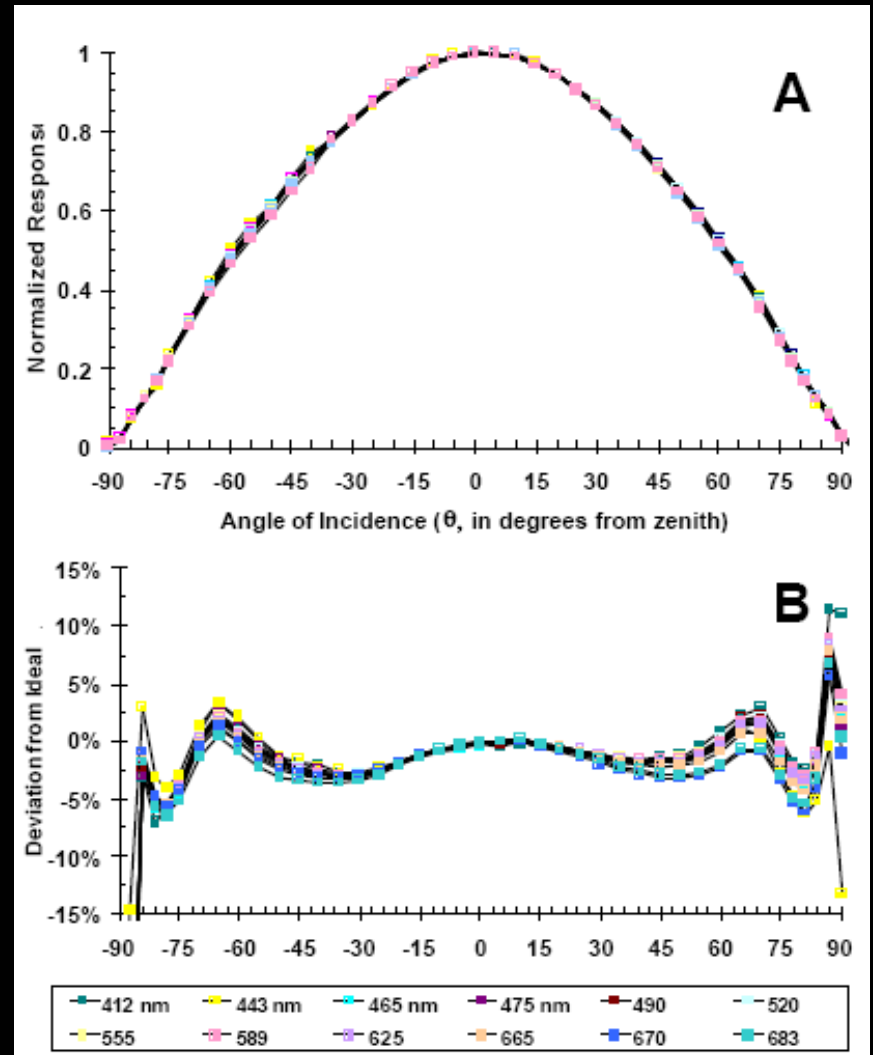 A
Normalized Respons
1
0.8
0.6
0.4
0.2
0
-90 -75 -60 -45 -30 -15 0 15 30 45 60 75 90
Angle of Incidence (θ, in degrees from zenith)
B
Deviation from Ideal
15%
10%
5%
0%
-5%
-10%
-15%
-90 -75 -60 -45 -30 -15 0 15 30 45 60 75 90
412 nm 443 nm 465 nm 475 nm 490 520
555 589 625 665 670 683